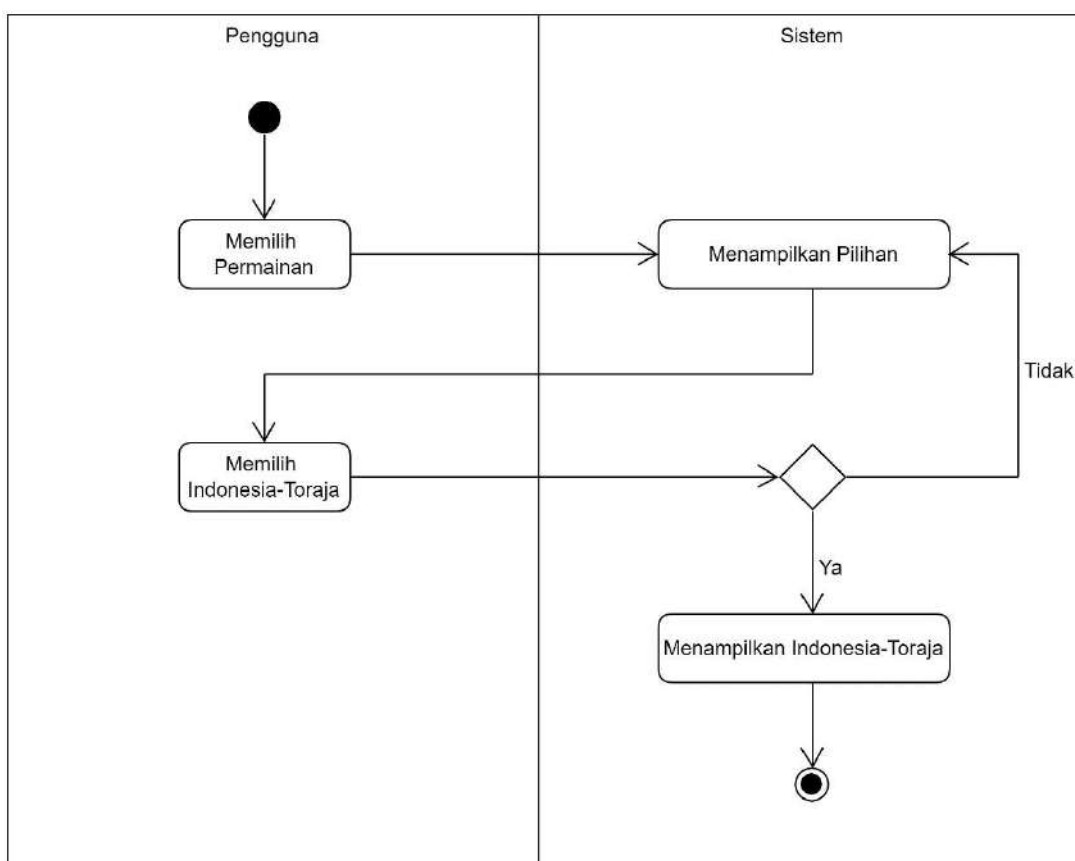 Pengguna
Sistem
Memilih
Permainan
Menampilkan Pilihan
Tidak
Memilih
Indonesia-Toraja
Ya
Menampilkan Indonesia-Toraja